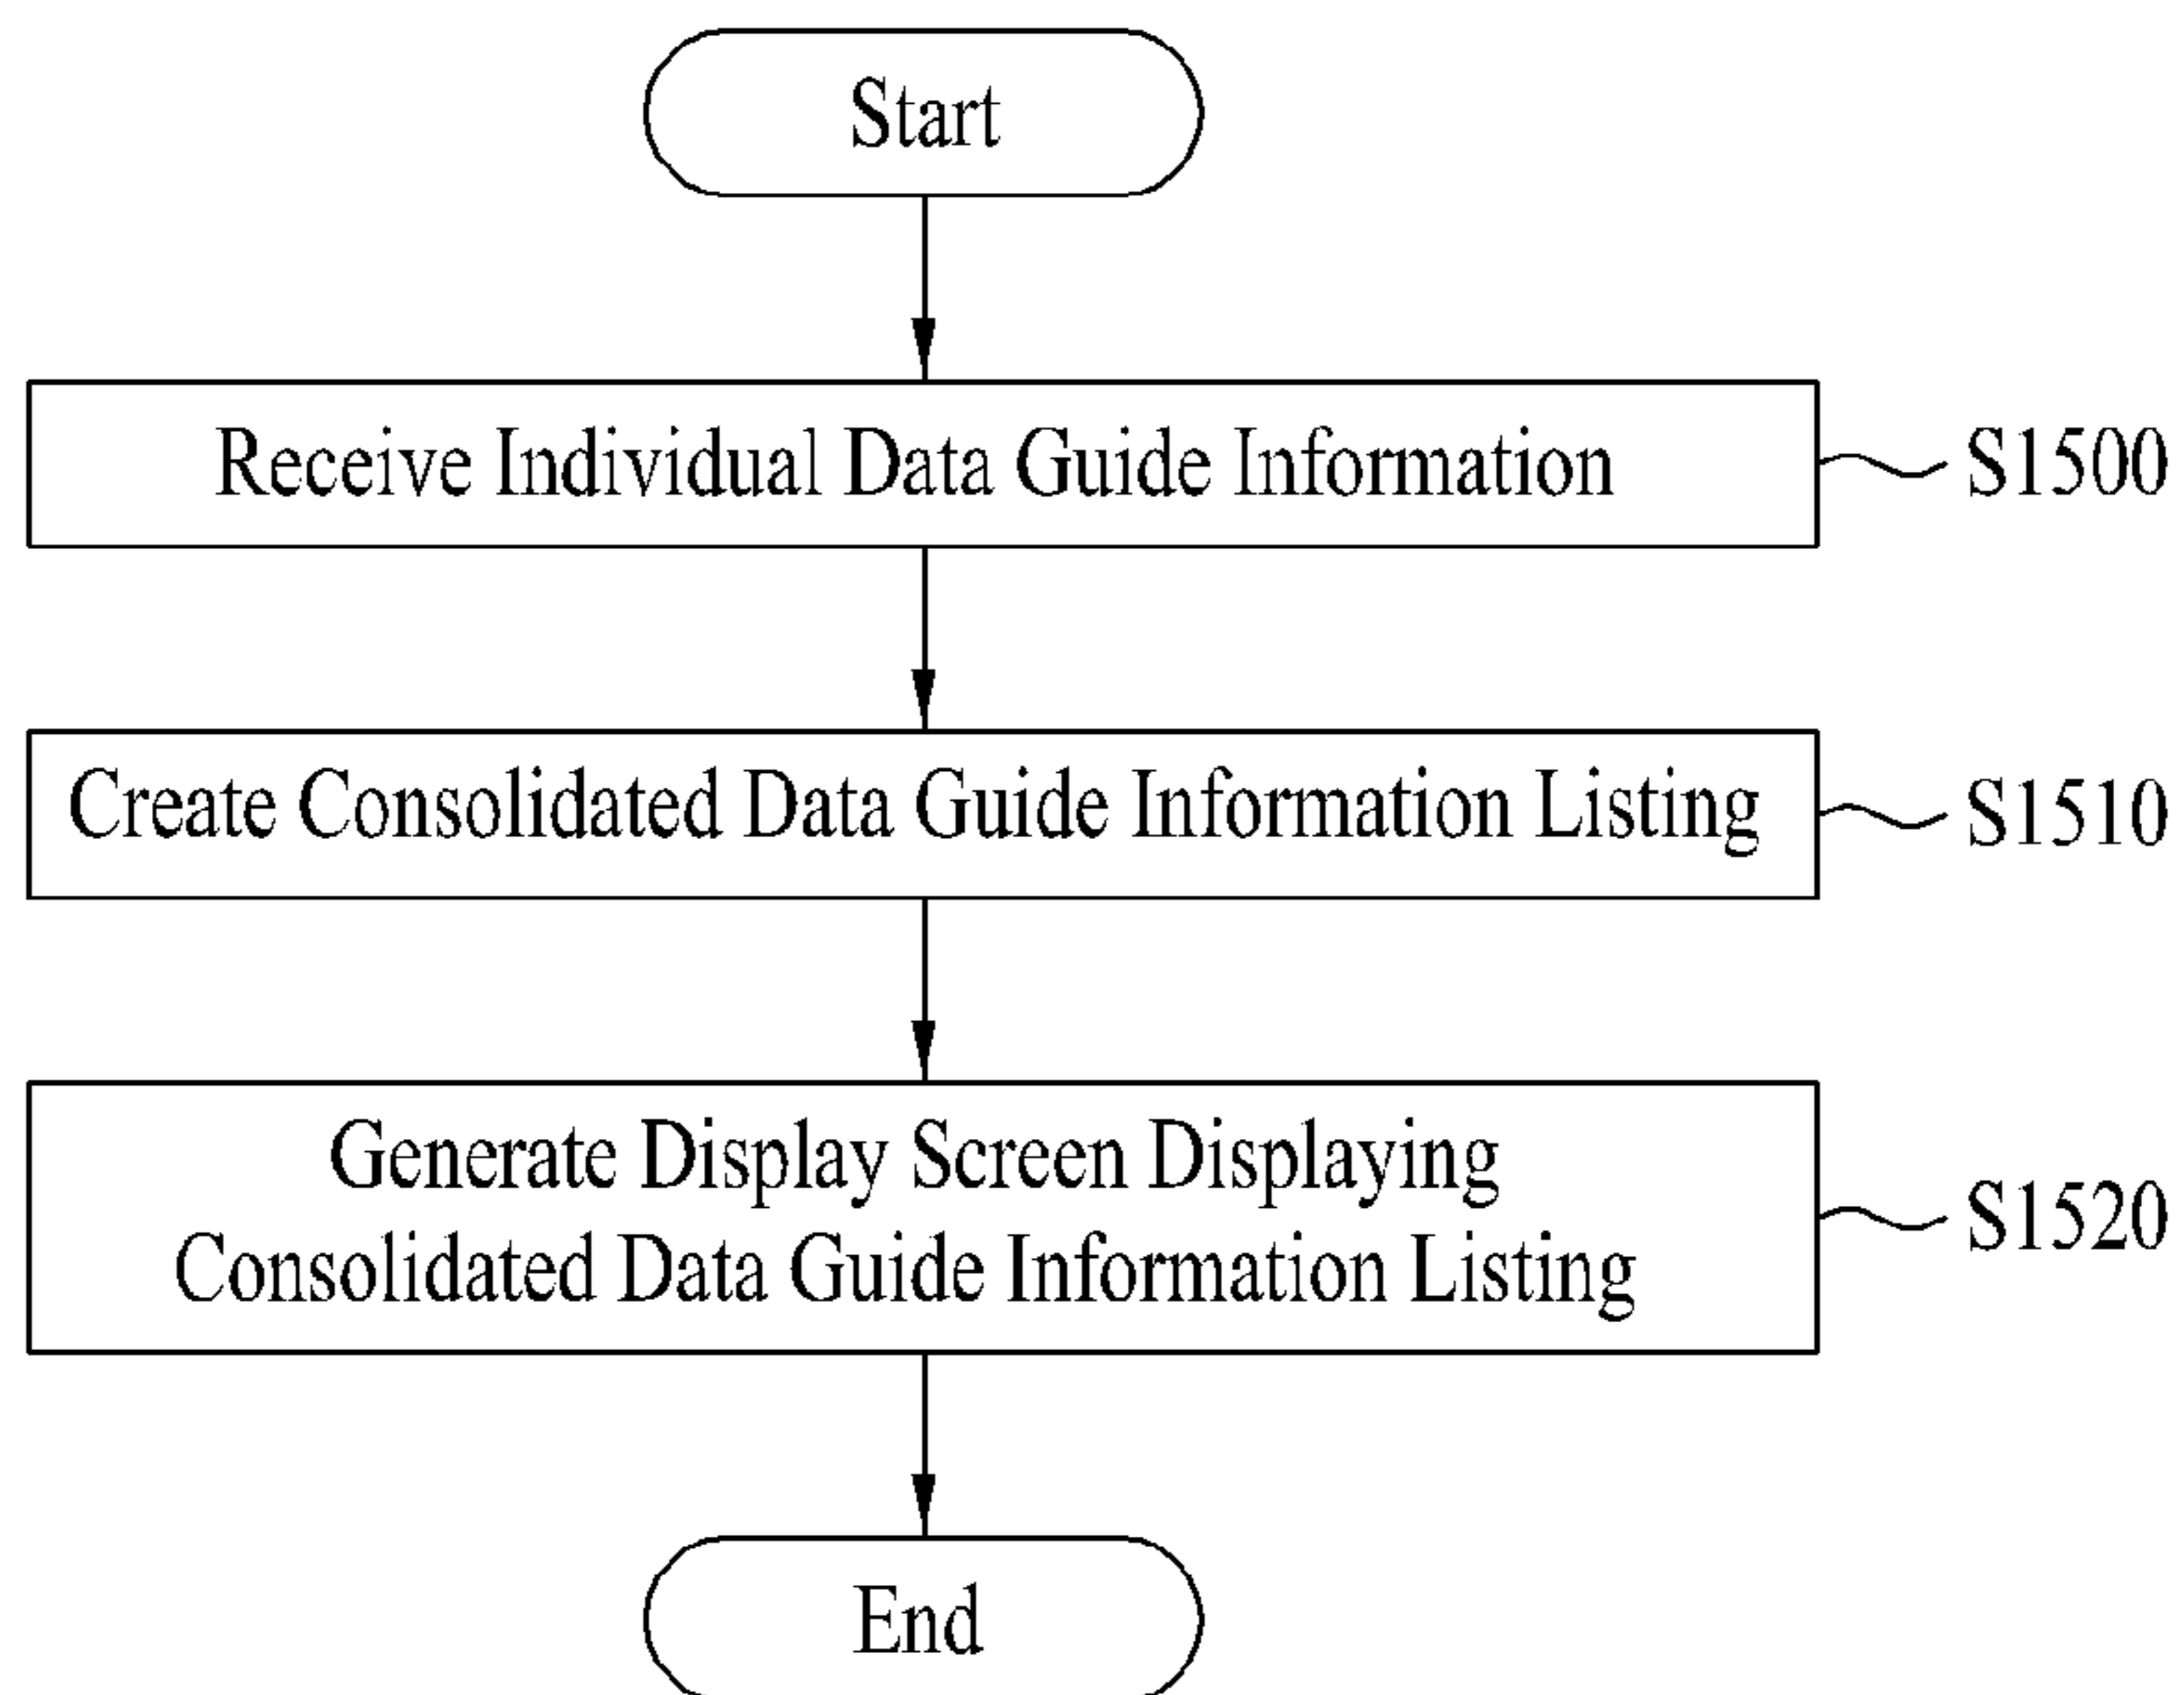 Start
Receive Individual Data Guide Information
S1500
Create Consolidated Data Guide Information Listing
S1510
Generate Display Screen Displaying
Consolidated Data Guide Information Listing
S1520
End